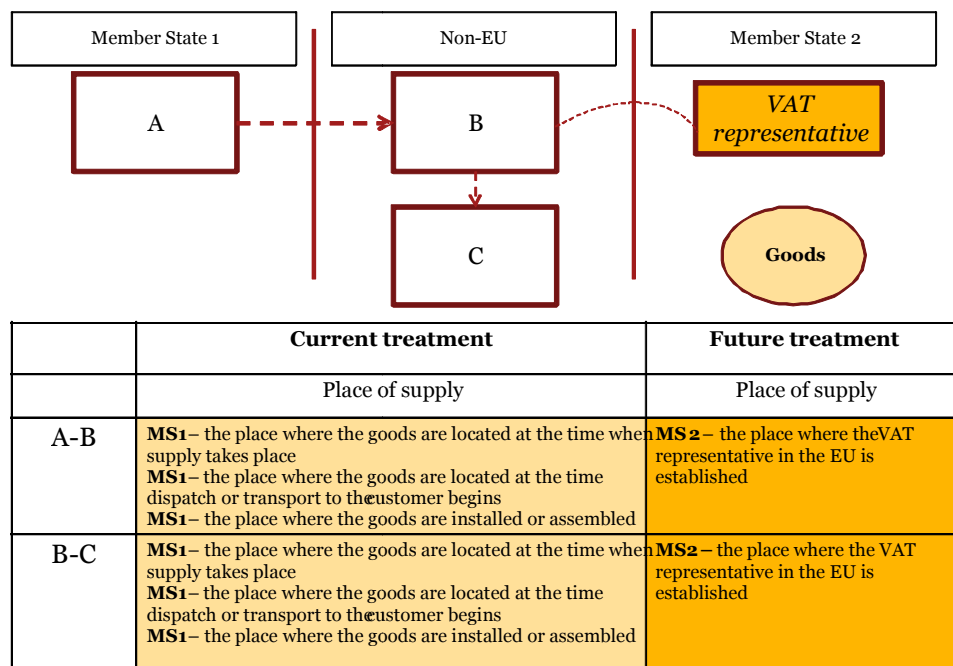 Member State 1
Non-EU
Member State 2
A
B
VAT
representative
C
Goods
Current treatment
Future treatment
Place of supply
Place of supply
A-B
MS1– the place where the goods are located at the time when
supply takes place
MS1– the place where the goods are located at the time
dispatch or transport to the customer begins
MS1– the place where the goods are installed or assembled
MS2– the place where the VAT
representative in the EU is
established
B-C
MS1– the place where the goods are located at the time when
supply takes place
MS1– the place where the goods are located at the time
dispatch or transport to the customer begins
MS1– the place where the goods are installed or assembled
MS2– the place where the VAT
representative in the EU is
established